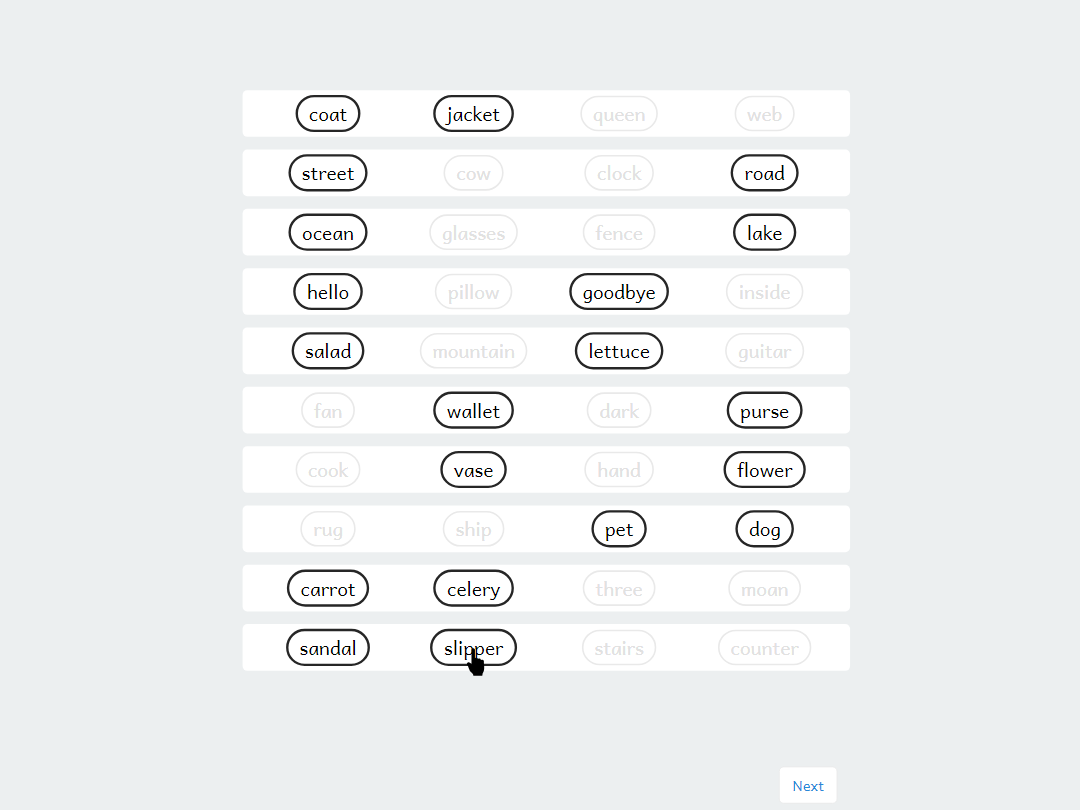 coat jacket queen web
street cow clock road
ocean glasses fence lake
hello pillow goodbye inside
salad mountain lettuce guitar
fan wallet dark purse
cook vase hand flower
rug ship pet dog
carrot celery three moan
sandal slipper stairs counter
Next